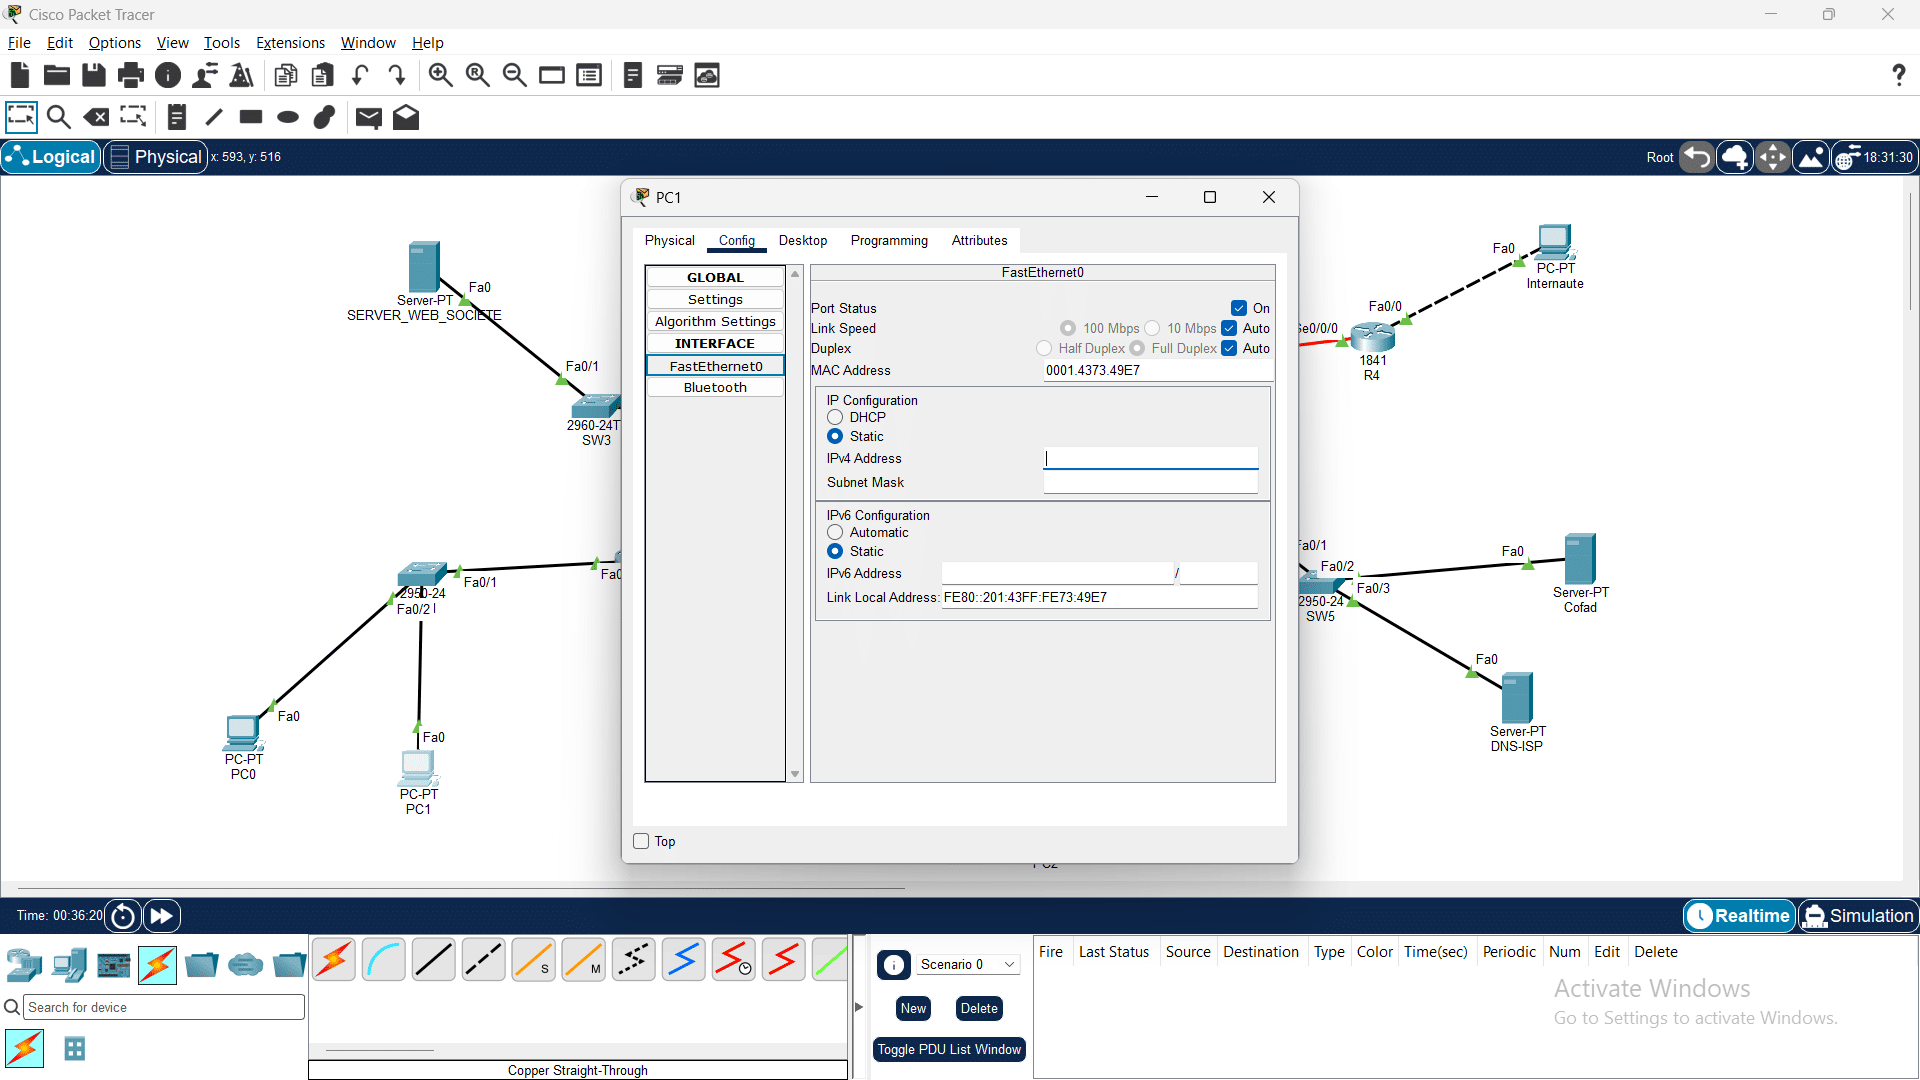 Cisco Packet Tracer
File Edit Options View Tools Extensions Window Help
Logical Physical x: 593, y: 516 Root 18:31:30
PC1
Physical Config Desktop Programming Attributes
GLOBAL
Settings
Algorithm Settings
INTERFACE
FastEthernet0
Bluetooth
FastEthernet0
Port Status On
Link Speed 100 Mbps 10 Mbps Auto
Duplex Half Duplex Full Duplex Auto
MAC Address 0001.4373.49E7
IP Configuration
DHCP
Static
IPv4 Address
Subnet Mask
IPv6 Configuration
Automatic
Static
IPv6 Address /
Link Local Address: FE80::201:43FF:FE73:49E7
Top
Fa0
Server-PT
SERVER_WEB_SOCIETE
Fa0/1
2960-24T
SW3
Fa0/1
2950-24
Fa0/2
Fa0
PC-PT
PC0
Fa0
PC-PT
PC1
Fa0
PC-PT
Internaute
Fa0/0
Se0/0/0
1841
R4
Fa0/1
Fa0/2
Fa0/3
2950-24
SW5
Fa0
Server-PT
Cofad
Fa0
Server-PT
DNS-ISP
Time: 00:36:20 Realtime Simulation
S M
Search for device
Copper Straight-Through
Scenario 0
New Delete
Toggle PDU List Window
Fire Last Status Source Destination Type Color Time(sec) Periodic Num Edit Delete
Activate Windows
Go to Settings to activate Windows.